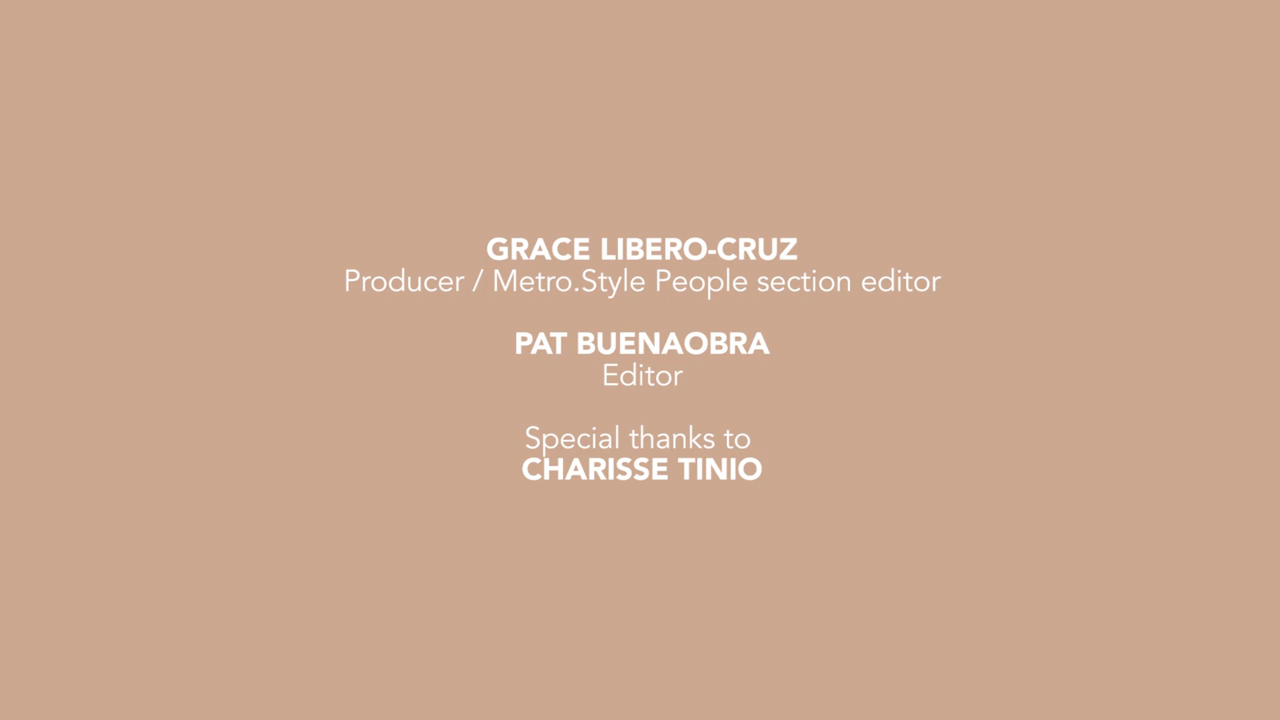 GRACE LIBERO-CRUZ
Producer / Metro.Style People section editor
PAT BUENAOBRA
Editor
Special thanks to
CHARISSE TINIO